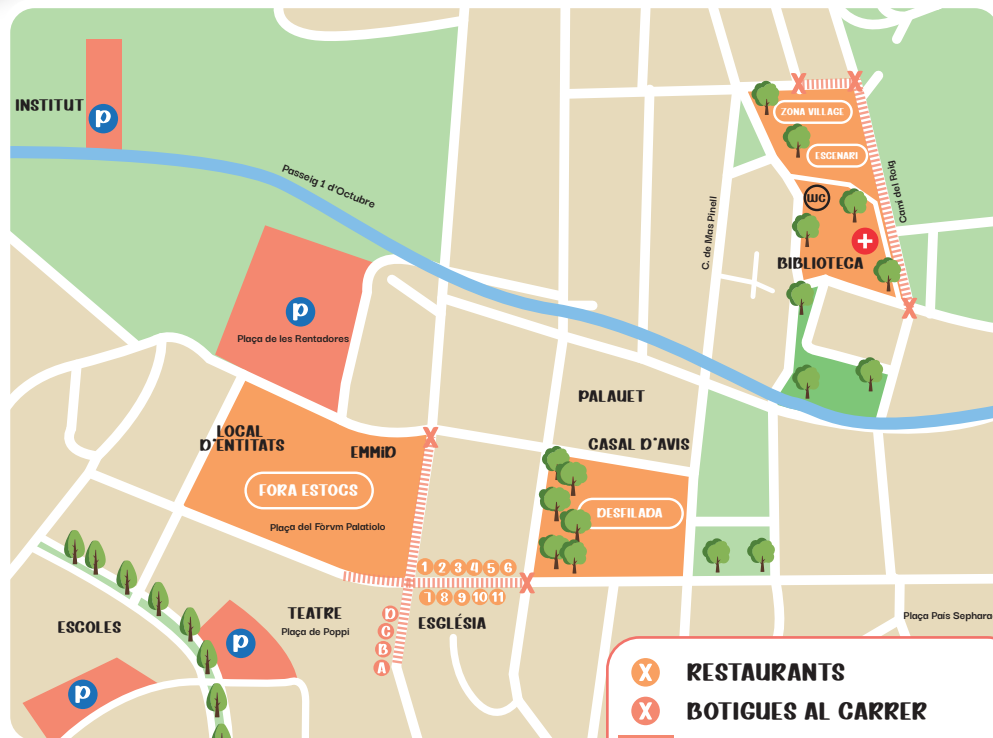 INSTITUT
P
Passeig 1 d'Octubre
P
Plaça de les Rentadores
X
X
ZONA VILLAGE
ESCENARI
WC
Camí del Roig
C. de Mas Pinell
BIBLIOTECA
X
PALAUET
CASAL D'AVIS
LOCAL
D'ENTITATS
EMMiD
X
FORA ESTOCS
Plaça del Fòrvm Palatiolo
DESFILADA
1 2 3 4 5 6
X
7 8 9 10 11
ESGLÉSIA
D
C
B
A
TEATRE
Plaça de Poppi
ESCOLES
P
P
Plaça País Sephara
X RESTAURANTS
X BOTIGUES AL CARRER